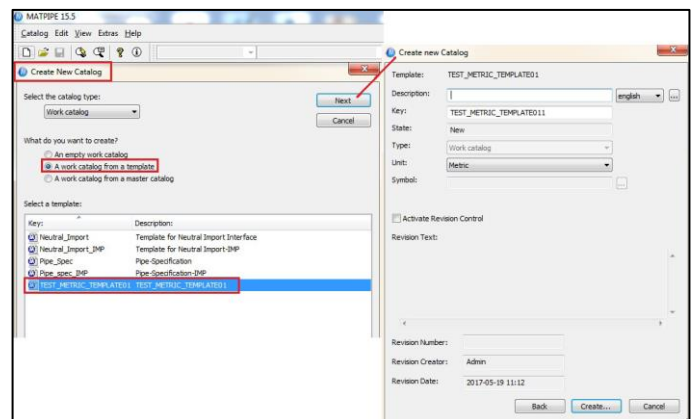 MATPIPE 15.5
Catalog Edit View Extras Help
Create New Catalog
Select the catalog type:
Work catalog
Next
Cancel
What do you want to create?
An empty work catalog
A work catalog from a template
A work catalog from a master catalog
Select a template:
Key: Description:
Neutral_Import Template for Neutral Import Interface
Neutral_Import_IMP Template for Neutral Import-IMP
Pipe_Spec Pipe-Specification
Pipe_spec_IMP Pipe-Specification-IMP
TEST_METRIC_TEMPLATE01 TEST_METRIC_TEMPLATE01
Create new Catalog
Template: TEST_METRIC_TEMPLATE01
Description: english ...
Key: TEST_METRIC_TEMPLATE011
State: New
Type: Work catalog
Unit: Metric
Symbol: ...
Activate Revision Control
Revision Text:
Revision Number:
Revision Creator: Admin
Revision Date: 2017-05-19 11:12
Back Create... Cancel